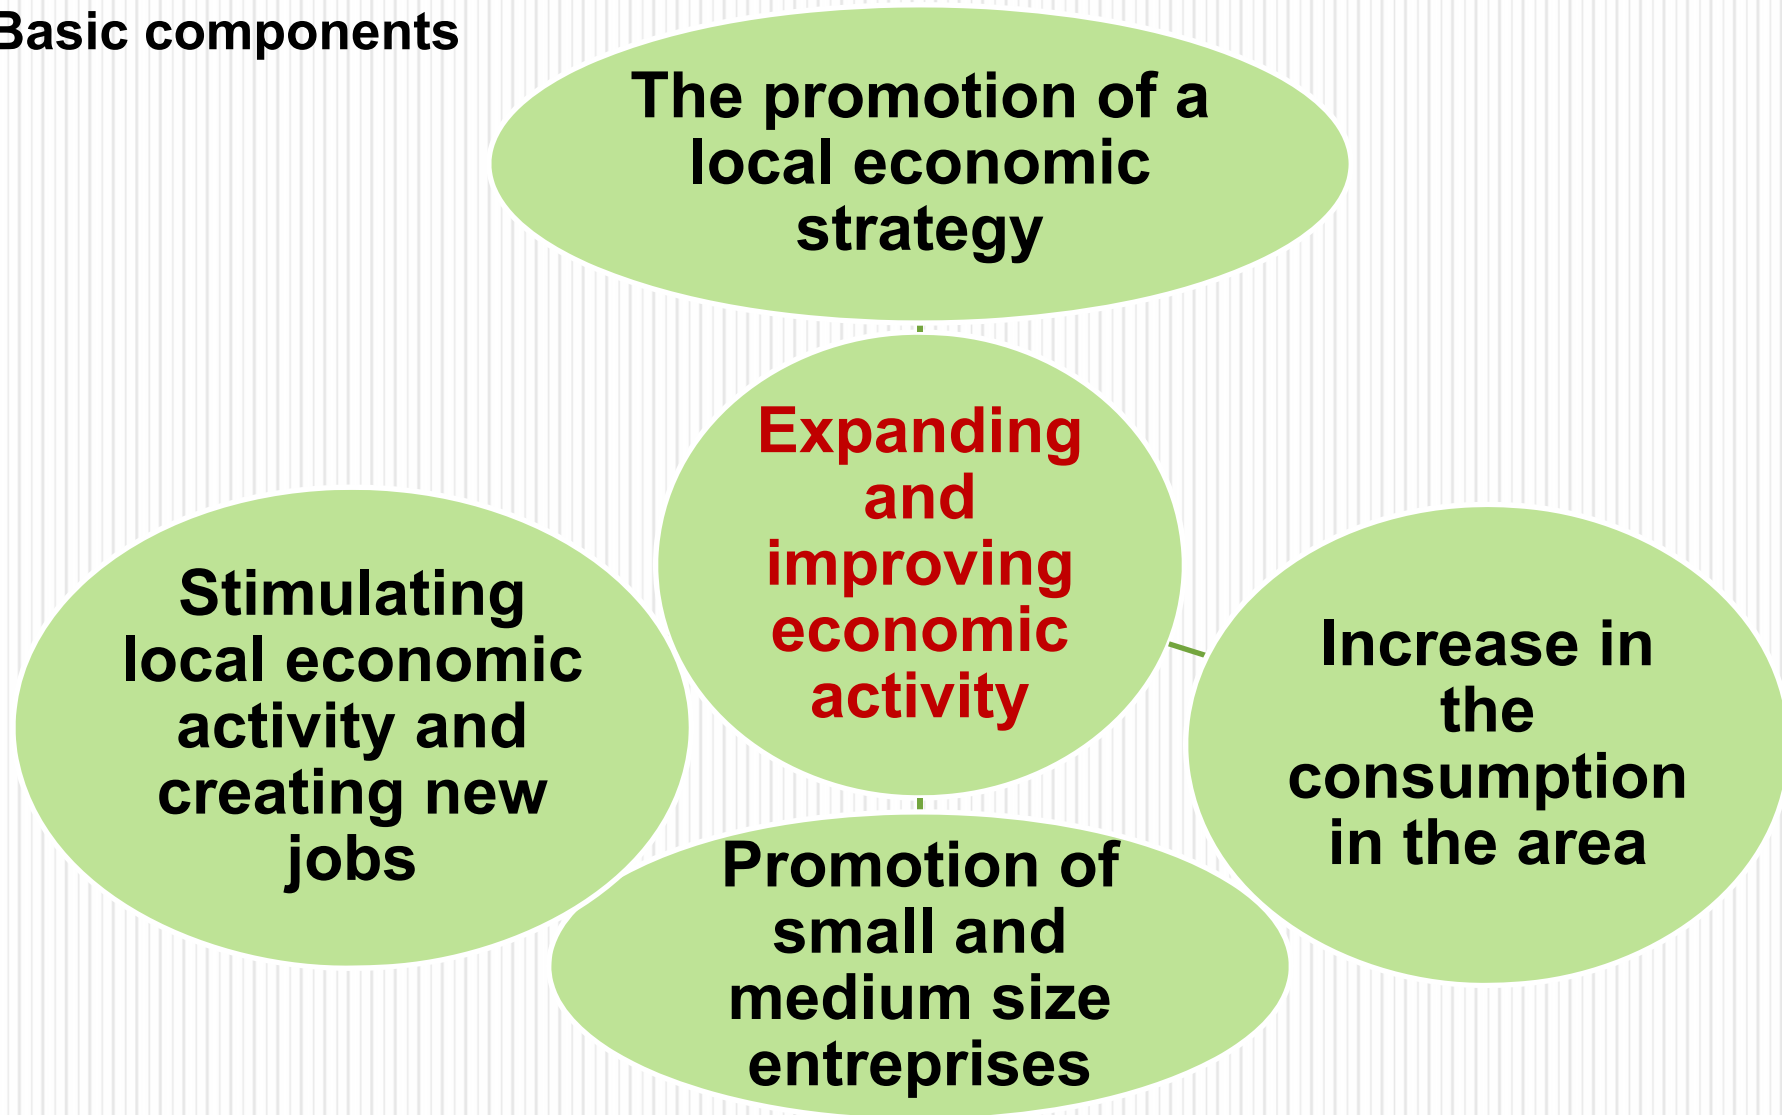 Basic components
The promotion of a
local economic
strategy
Expanding
and
improving
economic
activity
Stimulating
local economic
activity and
creating new
jobs
Increase in
the
consumption
in the area
Promotion of
small and
medium size
entreprises